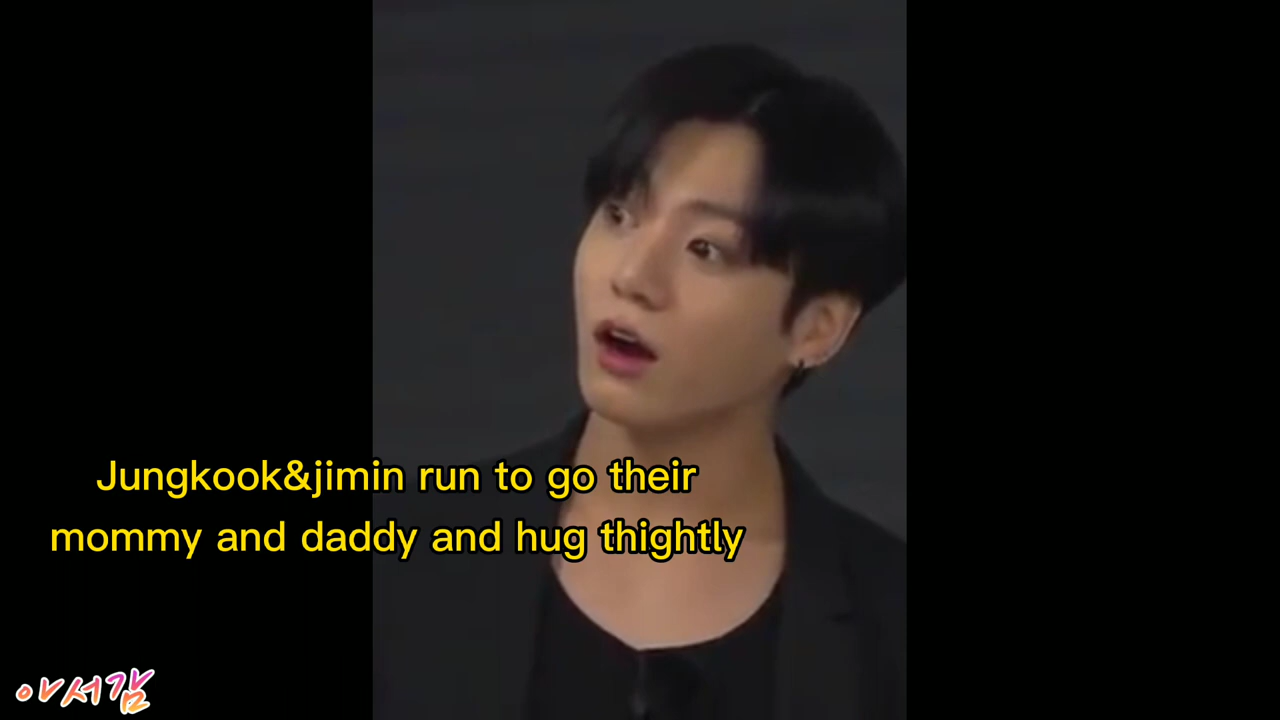 Jungkook&jimin run to go their
mommy and daddy and hug thightly
아서감